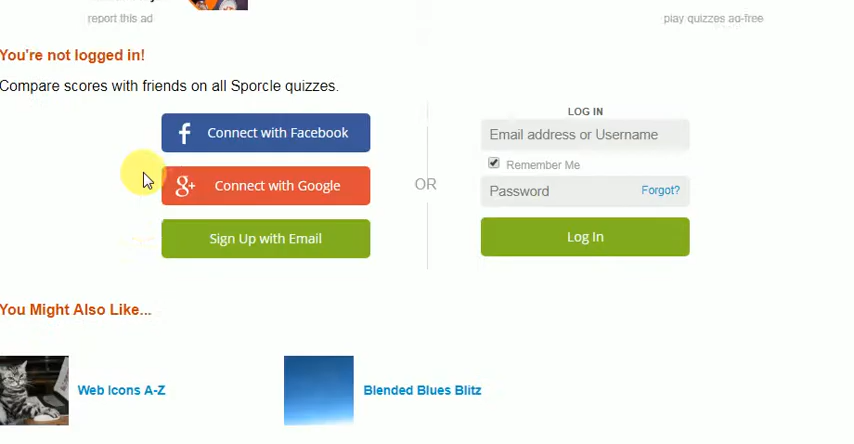 report this ad
play quizzes ad-free
You're not logged in!
Compare scores with friends on all Sporcle quizzes.
f Connect with Facebook
g+ Connect with Google
Sign Up with Email
OR
LOG IN
Email address or Username
Remember Me
Password Forgot?
Log In
You Might Also Like...
Web Icons A-Z
Blended Blues Blitz